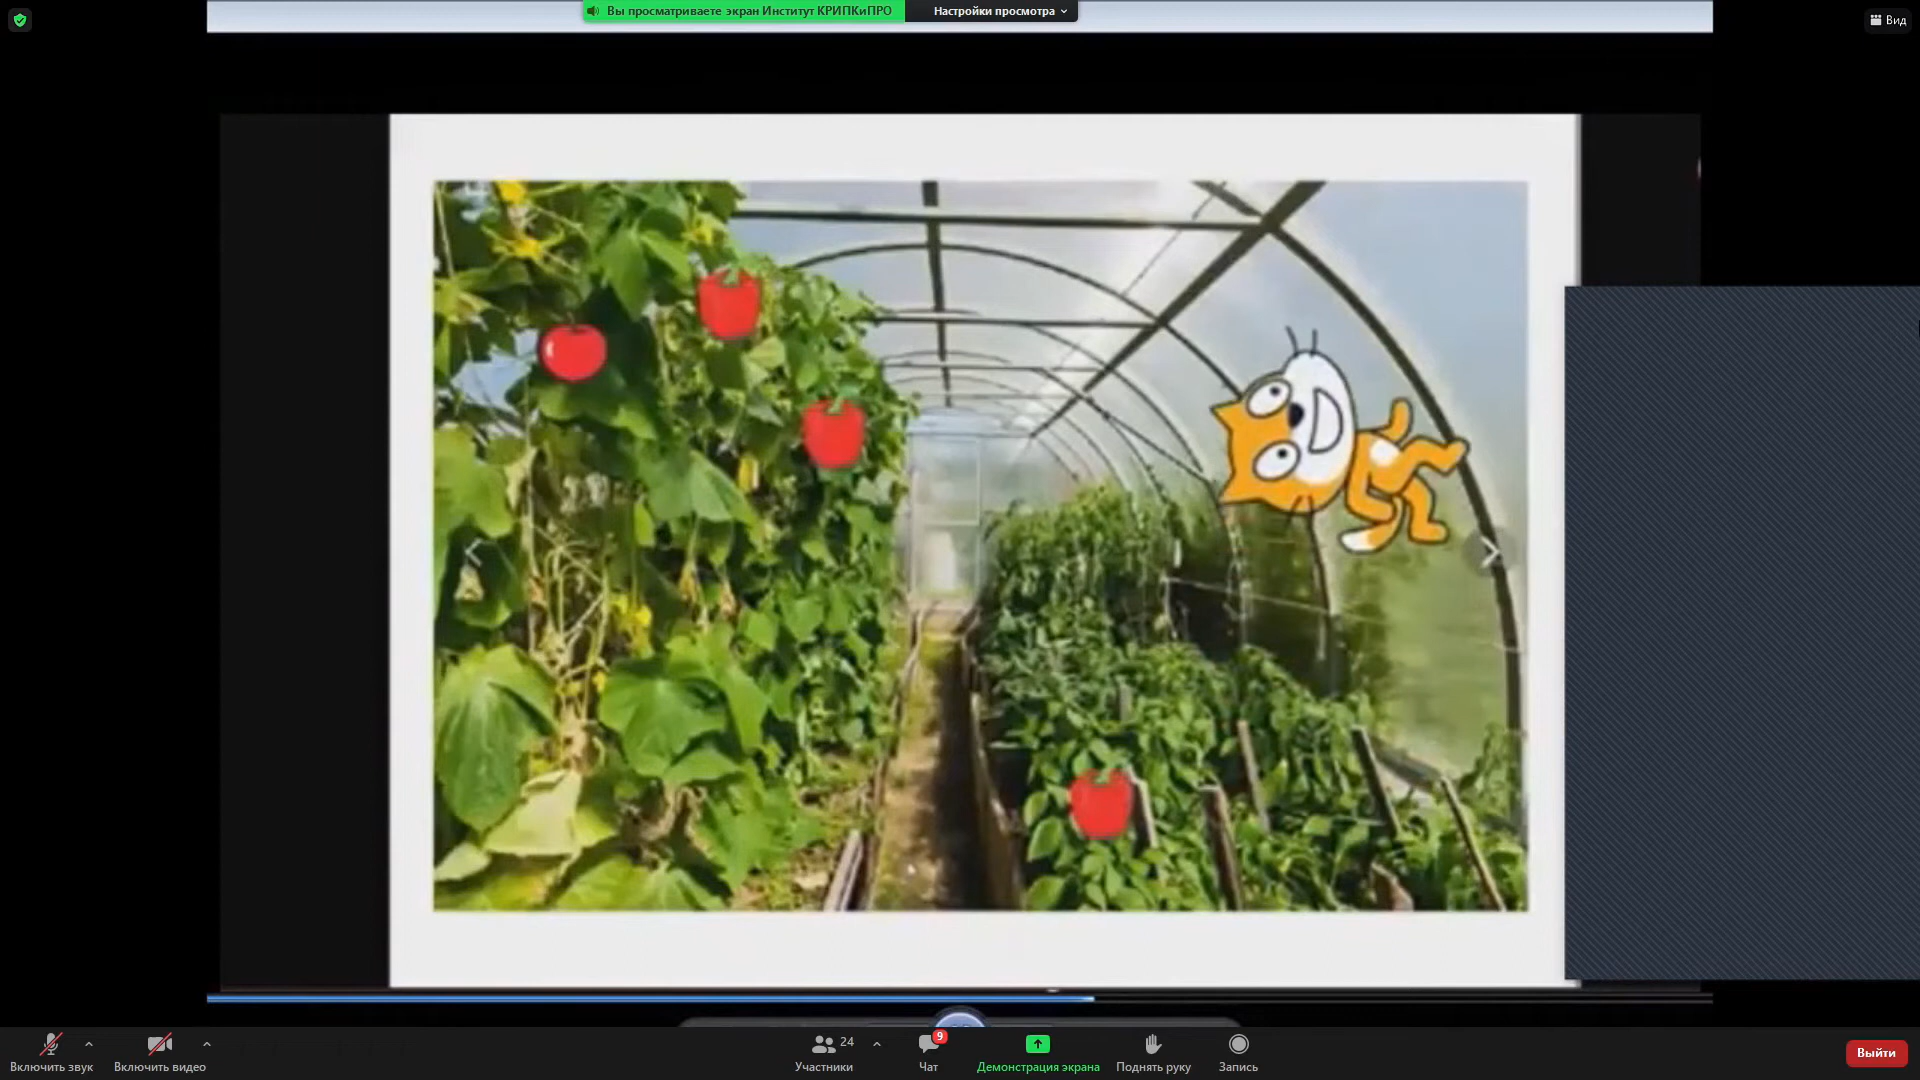 Вы просматриваете экран Институт КРИПКиПРО
Настройки просмотра
Вид
Включить звук
Включить видео
Участники
24
Чат
9
Демонстрация экрана
Поднять руку
Запись
Выйти